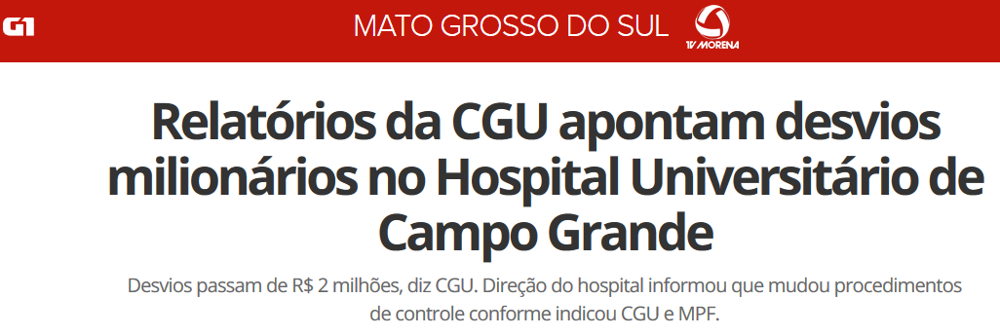 G1
MATO GROSSO DO SUL
TV MORENA
Relatórios da CGU apontam desvios
milionários no Hospital Universitário de
Campo Grande
Desvios passam de R$ 2 milhões, diz CGU. Direção do hospital informou que mudou procedimentos
de controle conforme indicou CGU e MPF.